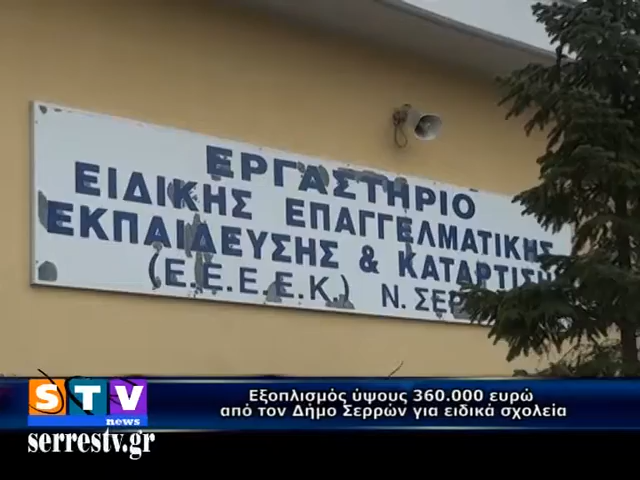 ΕΡΓΑΣΤΗΡΙΟ
ΕΙΔΙΚΗΣ ΕΠΑΓΓΕΛΜΑΤΙΚΗΣ
ΕΚΠΑΙΔΕΥΣΗΣ & ΚΑΤΑΡΤΙΣΗΣ
(Ε.Ε.Ε.Ε.Κ.) Ν.
STV
news
serrestv.gr
Εξοπλισμός ύψους 360.000 ευρώ
από τον Δήμο Σερρών για ειδικά σχολεία